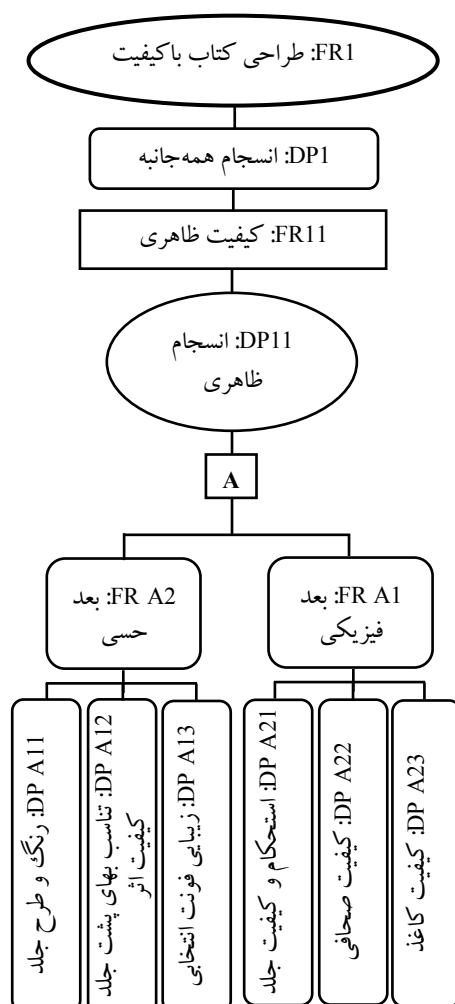 FR1: طراحی کتاب باکیفیت
DP1: انسجام همه‌جانبه
FR11: کیفیت ظاهری
DP11: انسجام
ظاهری
A
FR A1: بعد
فیزیکی
FR A2: بعد
حسی
DP A23: کیفیت کاغذ
DP A22: کیفیت صحافی
DP A21: استحکام و کیفیت جلد
DP A13: زیبایی فونت انتخابی
DP A12: تناسب بهای پشت جلد
کیفیت اثر
DP A11: رنگ و طرح جلد